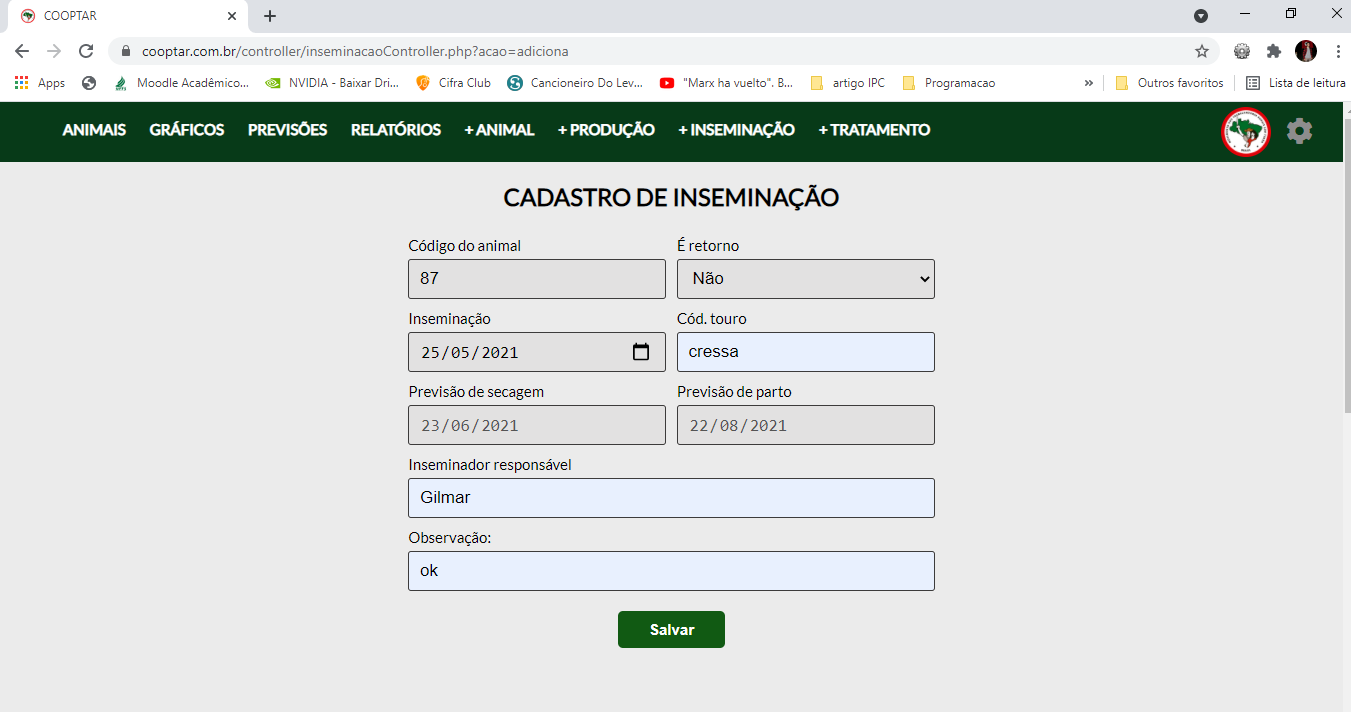 COOPTAR
cooptar.com.br/controller/inseminacaoController.php?acao=adiciona
Apps Moodle Acadêmico... NVIDIA - Baixar Dri... Cifra Club Cancioneiro Do Lev... "Marx ha vuelto". B... artigo IPC Programacao » Outros favoritos Lista de leitura
ANIMAIS GRÁFICOS PREVISÕES RELATÓRIOS + ANIMAL + PRODUÇÃO + INSEMINAÇÃO + TRATAMENTO
CADASTRO DE INSEMINAÇÃO
Código do animal É retorno
87 Não
Inseminação Cód. touro
25/05/2021 cressa
Previsão de secagem Previsão de parto
23/06/2021 22/08/2021
Inseminador responsável
Gilmar
Observação:
ok
Salvar